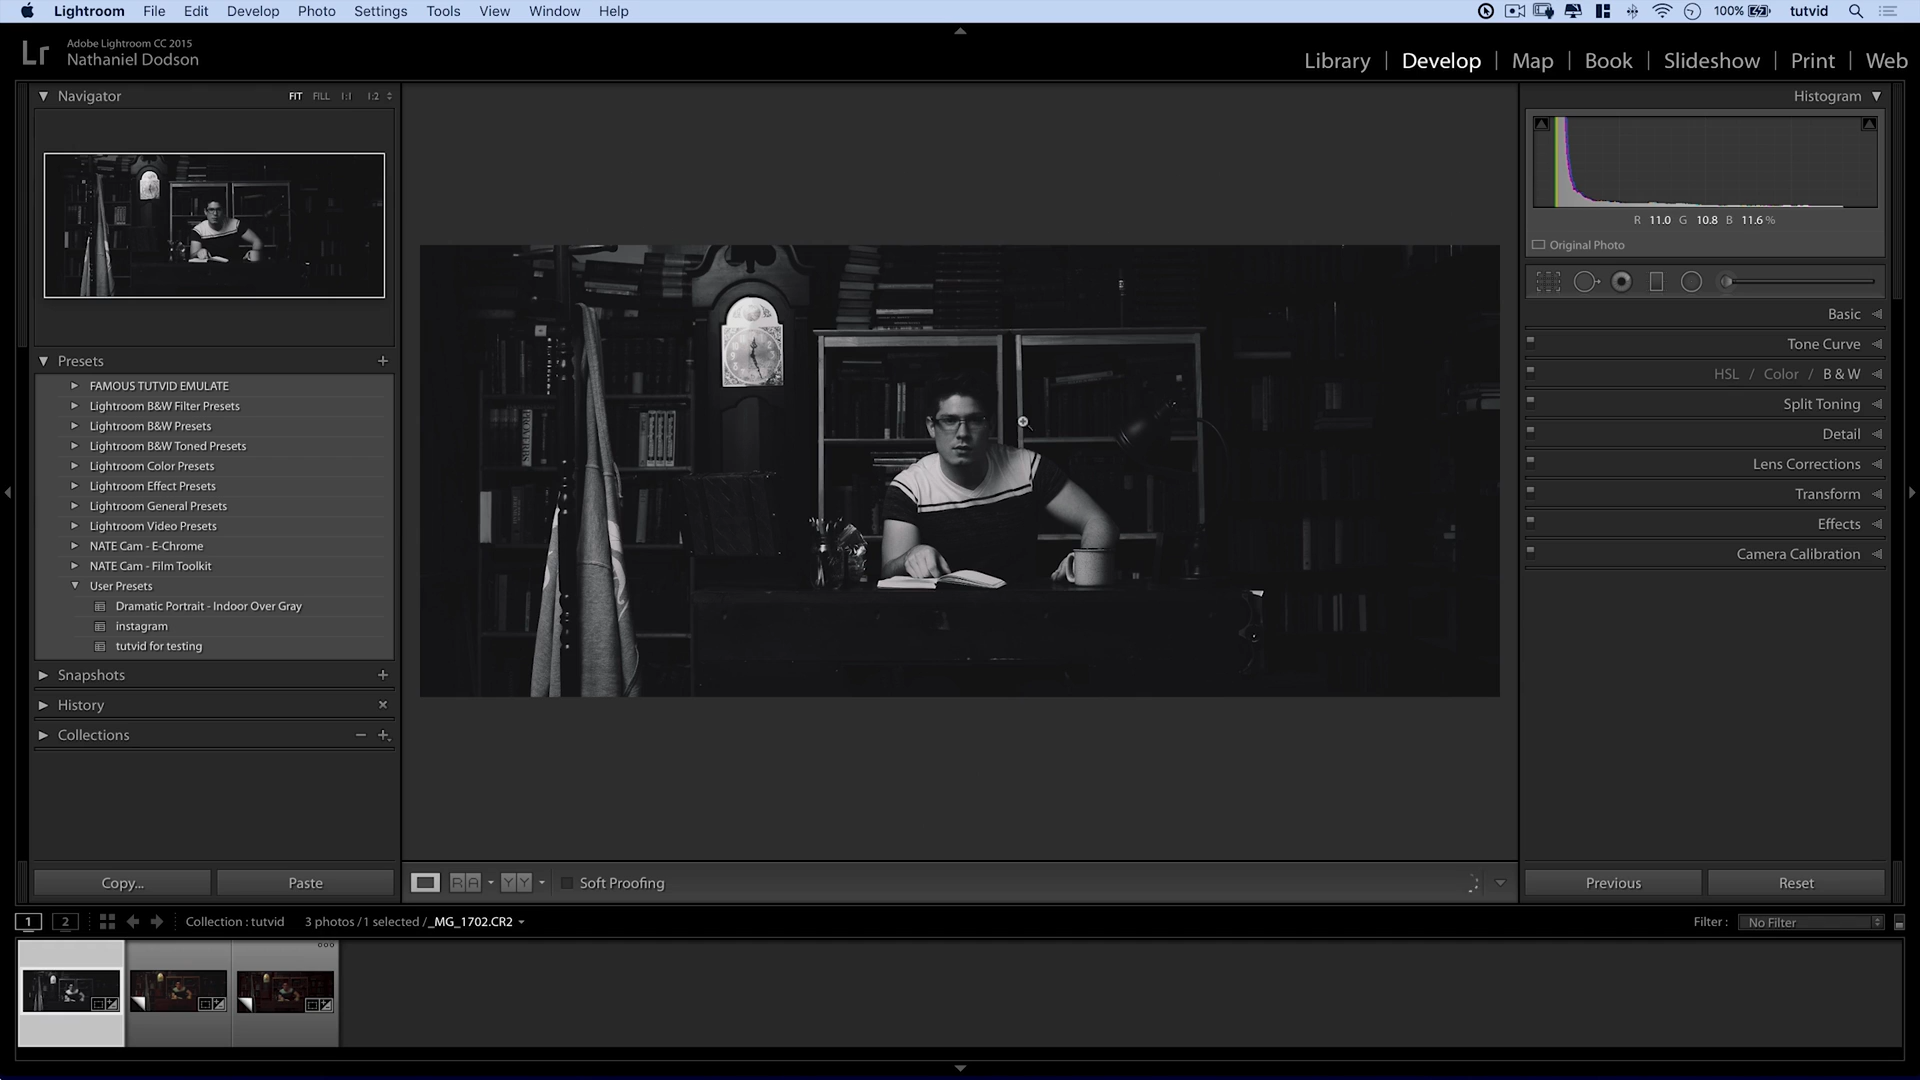 Lightroom File Edit Develop Photo Settings Tools View Window Help 100% tutvid
Lr Adobe Lightroom CC 2015
Nathaniel Dodson
Library | Develop | Map | Book | Slideshow | Print | Web
Navigator FIT FILL 1:1 1:2
Histogram
R 11.0 G 10.8 B 11.6 %
Original Photo
Basic
Tone Curve
HSL / Color / B & W
Split Toning
Detail
Lens Corrections
Transform
Effects
Camera Calibration
Presets +
FAMOUS TUTVID EMULATE
Lightroom B&W Filter Presets
Lightroom B&W Presets
Lightroom B&W Toned Presets
Lightroom Color Presets
Lightroom Effect Presets
Lightroom General Presets
Lightroom Video Presets
NATE Cam - E-Chrome
NATE Cam - Film Toolkit
User Presets
Dramatic Portrait - Indoor Over Gray
instagram
tutvid for testing
Snapshots +
History ×
Collections − +
Copy... Paste
R A Y Y Soft Proofing
Previous Reset
1 2 Collection : tutvid 3 photos / 1 selected / _MG_1702.CR2
Filter : No Filter